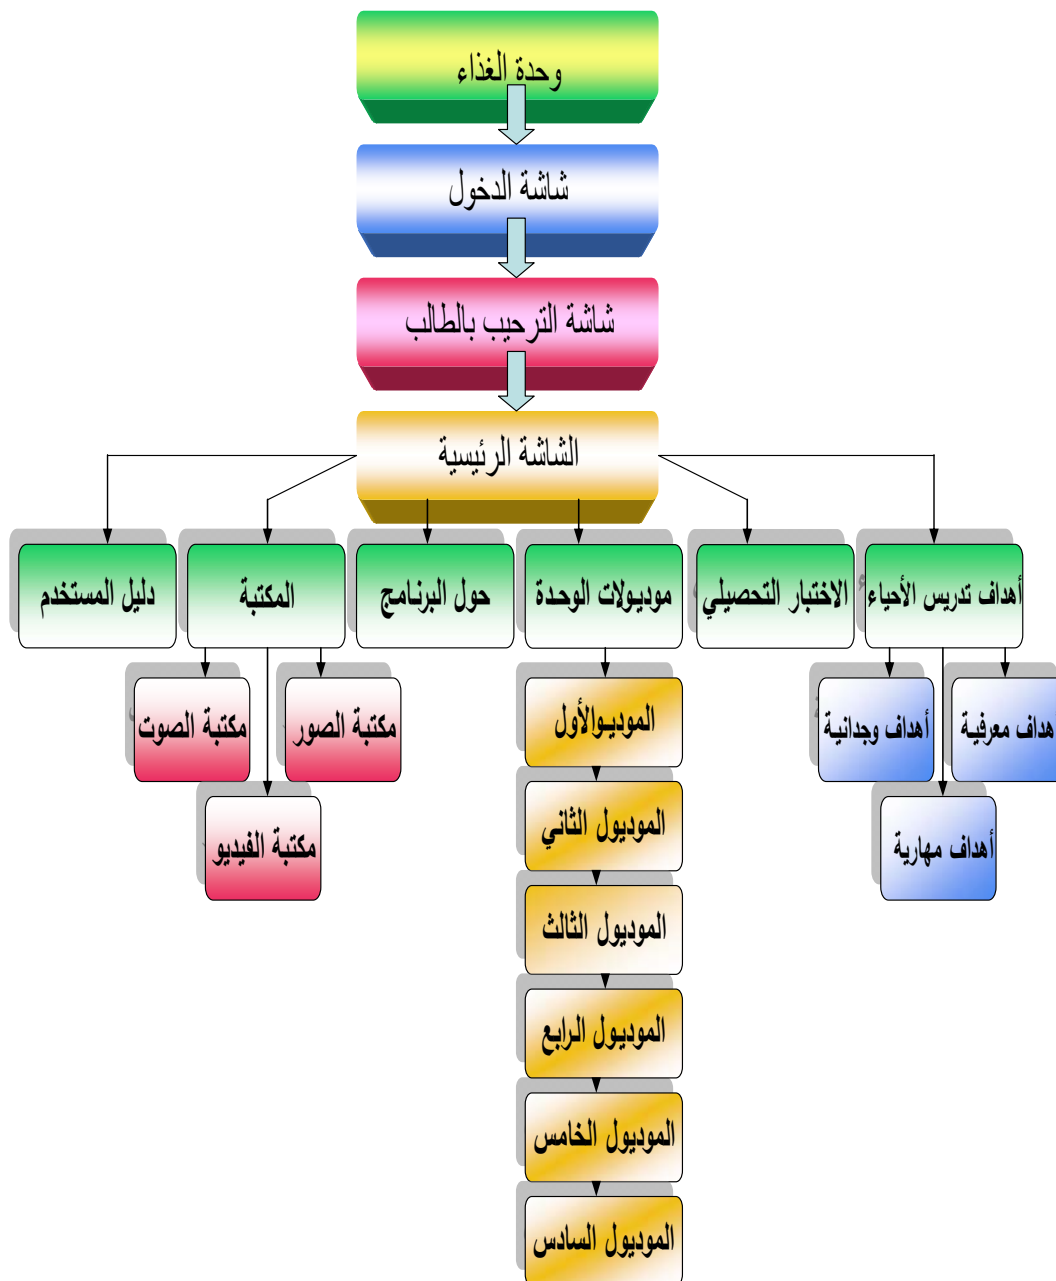 وحدة الغذاء
شاشة الدخول
شاشة الترحيب بالطالب
الشاشة الرئيسية
أهداف تدريس الأحياء
الاختبار التحصيلي
موديولات الوحدة
حول البرنامج
المكتبة
دليل المستخدم
هداف معرفية
أهداف وجدانية
أهداف مهارية
الموديوالأول
الموديول الثاني
الموديول الثالث
الموديول الرابع
الموديول الخامس
الموديول السادس
مكتبة الصور
مكتبة الصوت
مكتبة الفيديو